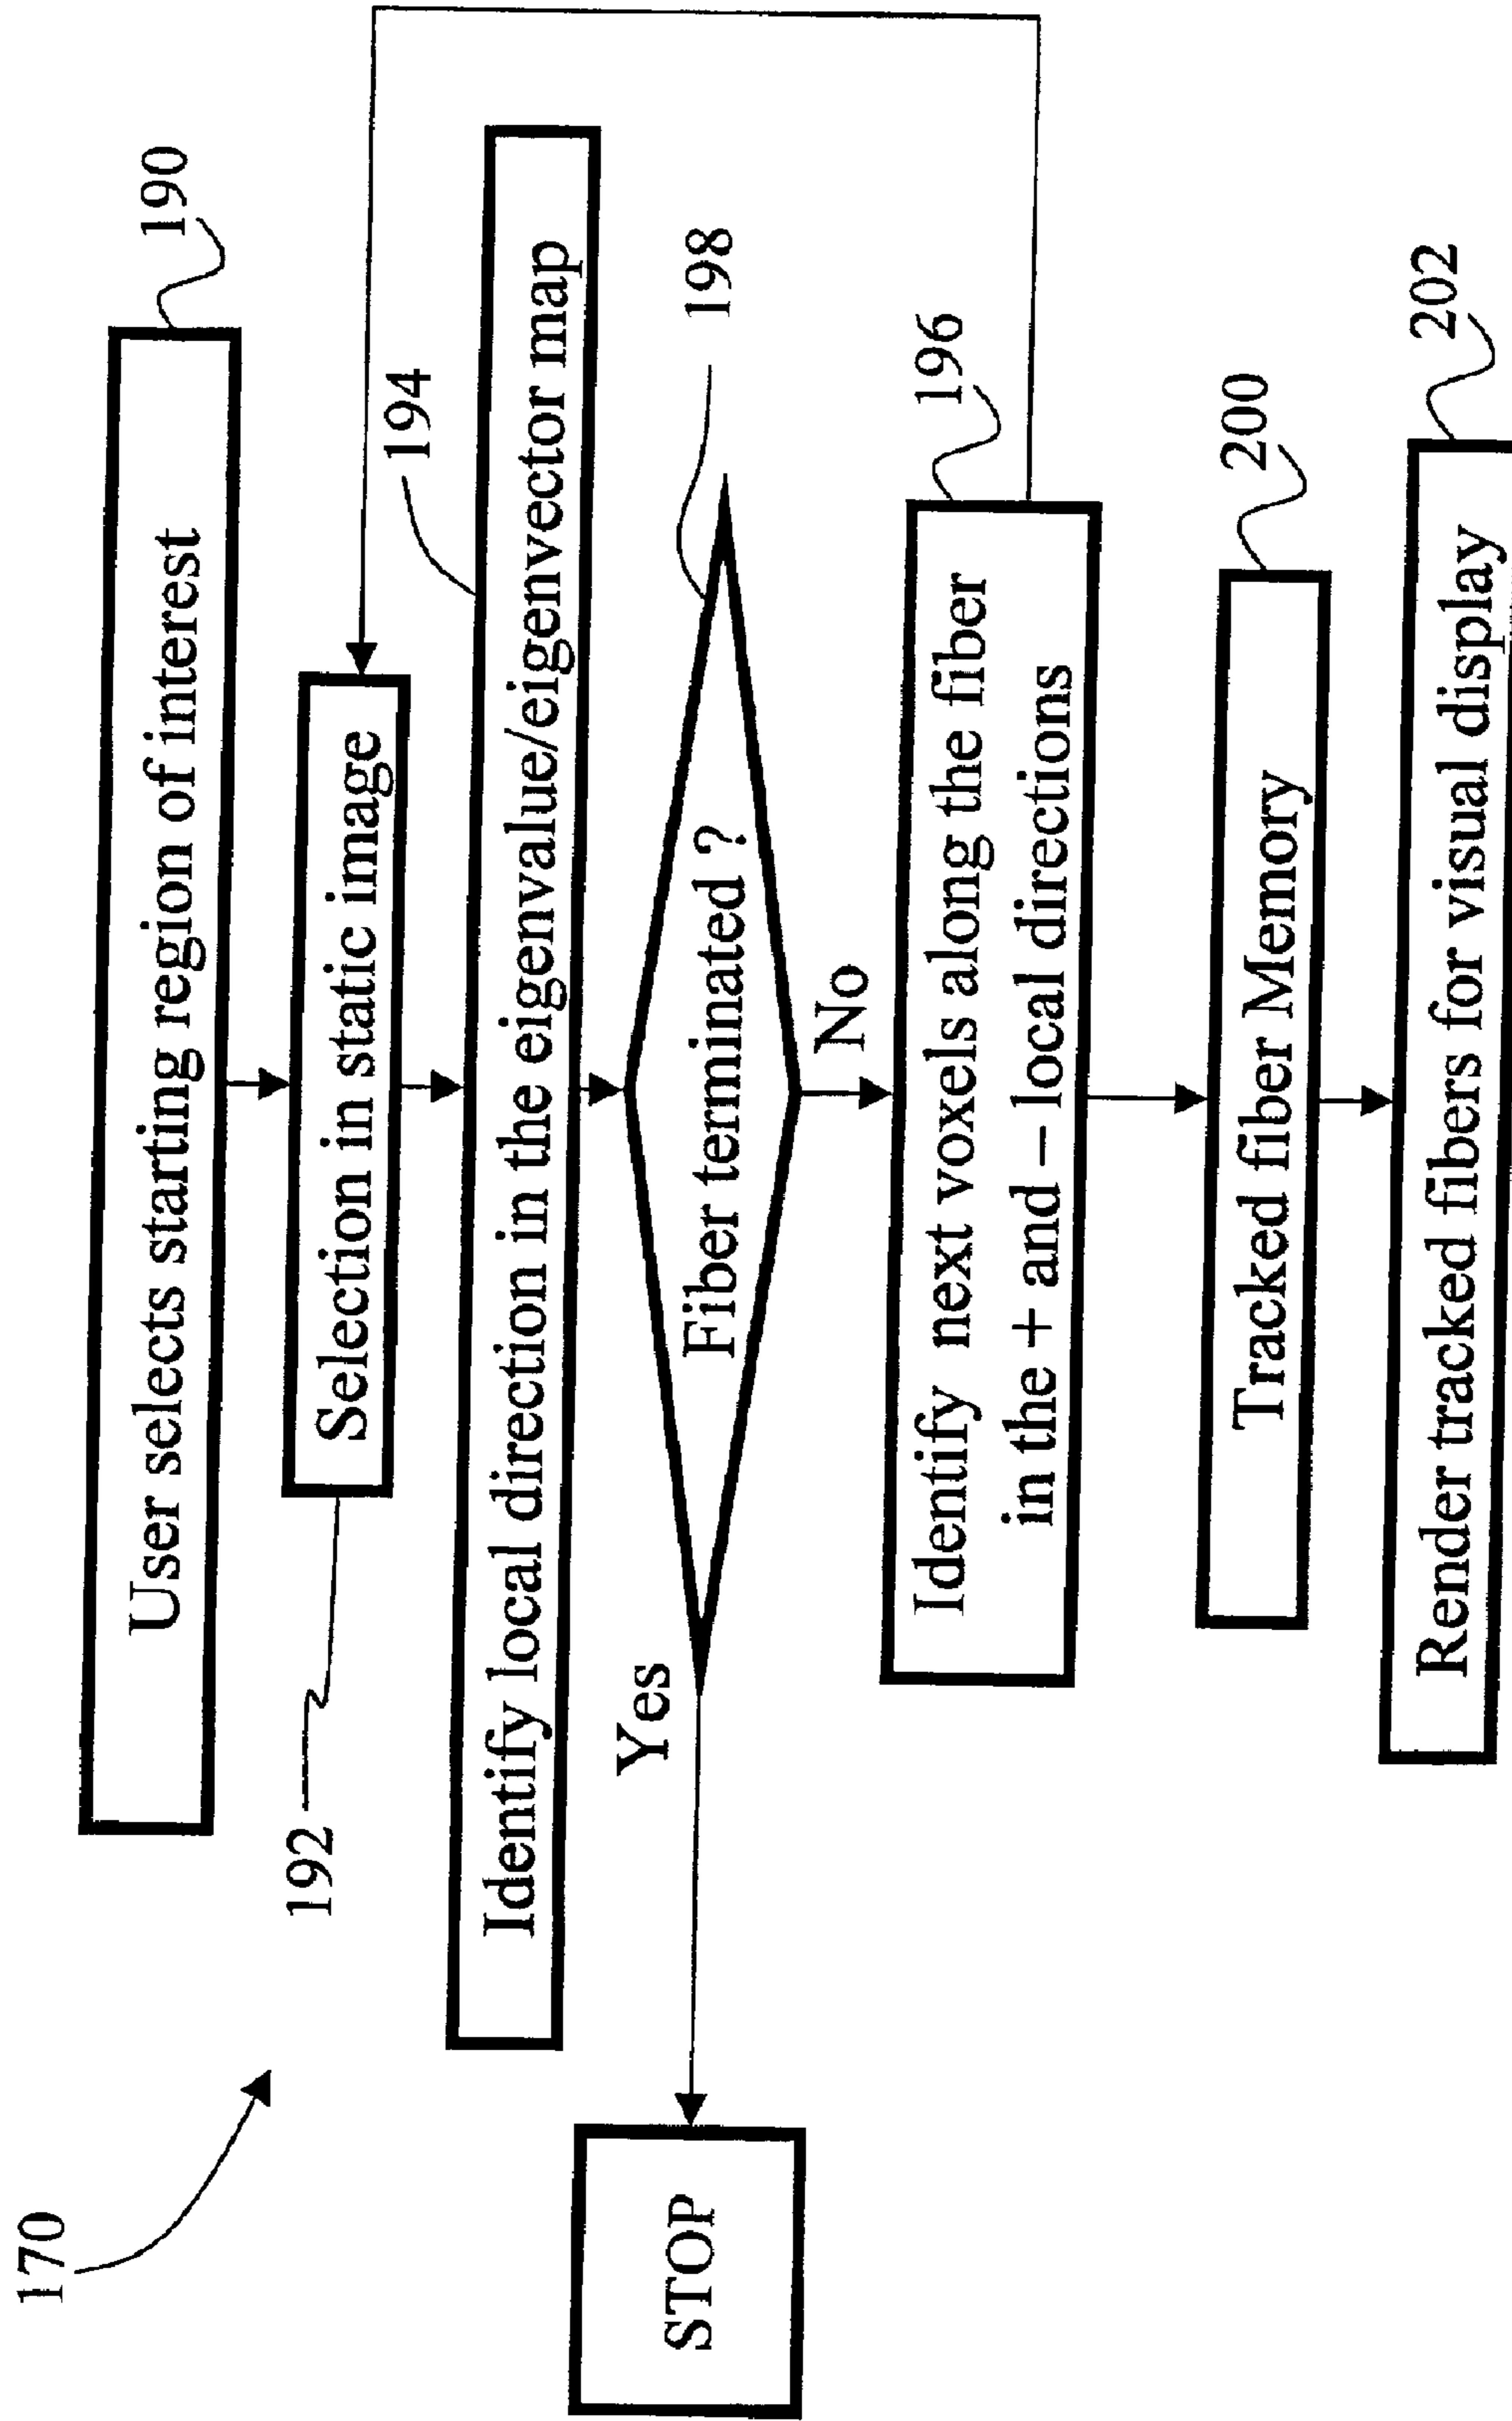 170
190
User selects starting region of interest
192
Selection in static image
194
Identify local direction in the eigenvalue/eigenvector map
198
Fiber terminated ?
Yes
STOP
No
196
Identify next voxels along the fiber
in the + and – local directions
200
Tracked fiber Memory
202
Render tracked fibers for visual display